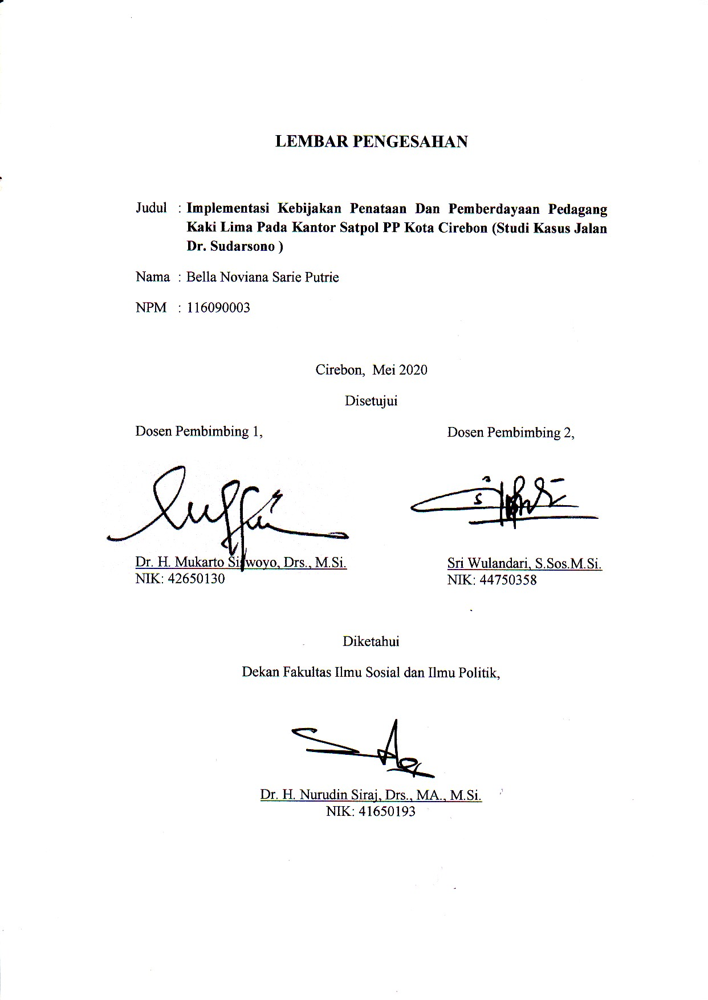 LEMBAR PENGESAHAN
Judul : Implementasi Kebijakan Penataan Dan Pemberdayaan Pedagang
Kaki Lima Pada Kantor Satpol PP Kota Cirebon (Studi Kasus Jalan
Dr. Sudarsono )
Nama : Bella Noviana Sarie Putrie
NPM : 116090003
Cirebon, Mei 2020
Disetujui
Dosen Pembimbing 1,
Dosen Pembimbing 2,
Dr. H. Mukarto Siswoyo, Drs., M.Si.
NIK: 42650130
Sri Wulandari, S.Sos.M.Si.
NIK: 44750358
Diketahui
Dekan Fakultas Ilmu Sosial dan Ilmu Politik,
Dr. H. Nurudin Siraj, Drs., MA., M.Si.
NIK: 41650193